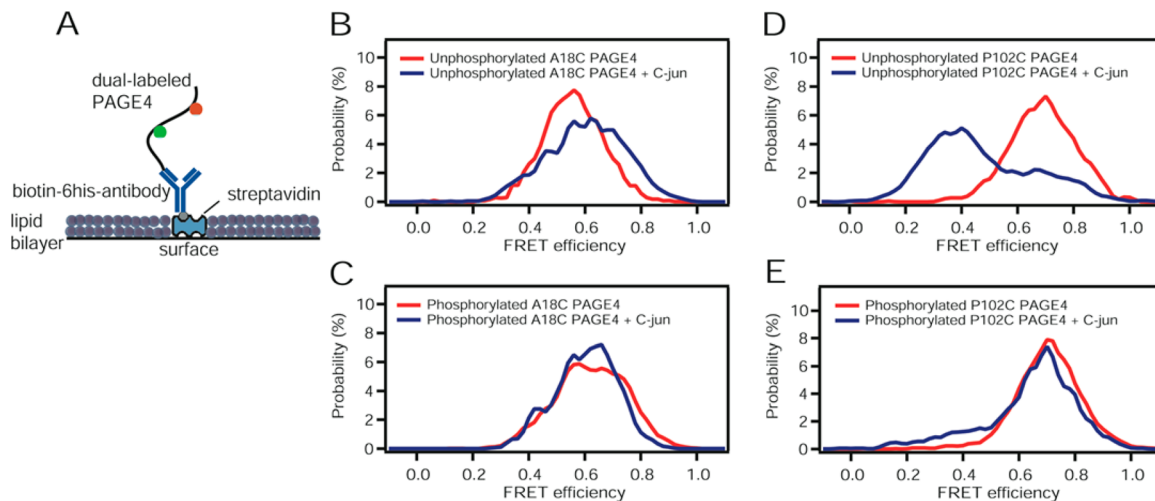 A
dual-labeled
PAGE4
biotin-6his-antibody
streptavidin
lipid
bilayer
surface
B
Probability (%)
10
8
6
4
2
0
Unphosphorylated A18C PAGE4
Unphosphorylated A18C PAGE4 + C-jun
0.0 0.2 0.4 0.6 0.8 1.0
FRET efficiency
C
Probability (%)
10
8
6
4
2
0
Phosphorylated A18C PAGE4
Phosphorylated A18C PAGE4 + C-jun
0.0 0.2 0.4 0.6 0.8 1.0
FRET efficiency
D
Probability (%)
10
8
6
4
2
0
Unphosphorylated P102C PAGE4
Unphosphorylated P102C PAGE4 + C-jun
0.0 0.2 0.4 0.6 0.8 1.0
FRET efficiency
E
Probability (%)
10
8
6
4
2
0
Phosphorylated P102C PAGE4
Phosphorylated P102C PAGE4 + C-jun
0.0 0.2 0.4 0.6 0.8 1.0
FRET efficiency